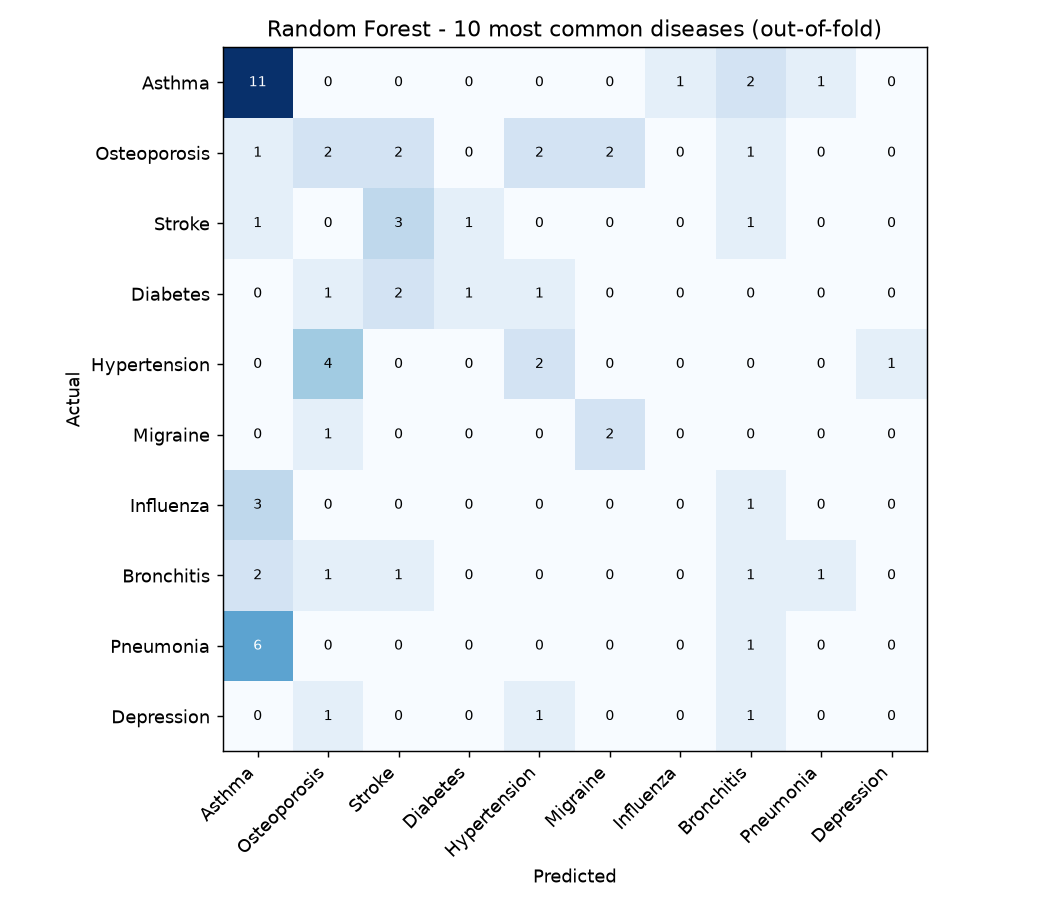 Random Forest - 10 most common diseases (out-of-fold)
Actual
Asthma 11 0 0 0 0 0 1 2 1 0
Osteoporosis 1 2 2 0 2 2 0 1 0 0
Stroke 1 0 3 1 0 0 0 1 0 0
Diabetes 0 1 2 1 1 0 0 0 0 0
Hypertension 0 4 0 0 2 0 0 0 0 1
Migraine 0 1 0 0 0 2 0 0 0 0
Influenza 3 0 0 0 0 0 0 1 0 0
Bronchitis 2 1 1 0 0 0 0 1 1 0
Pneumonia 6 0 0 0 0 0 0 1 0 0
Depression 0 1 0 0 1 0 0 1 0 0
Asthma Osteoporosis Stroke Diabetes Hypertension Migraine Influenza Bronchitis Pneumonia Depression
Predicted